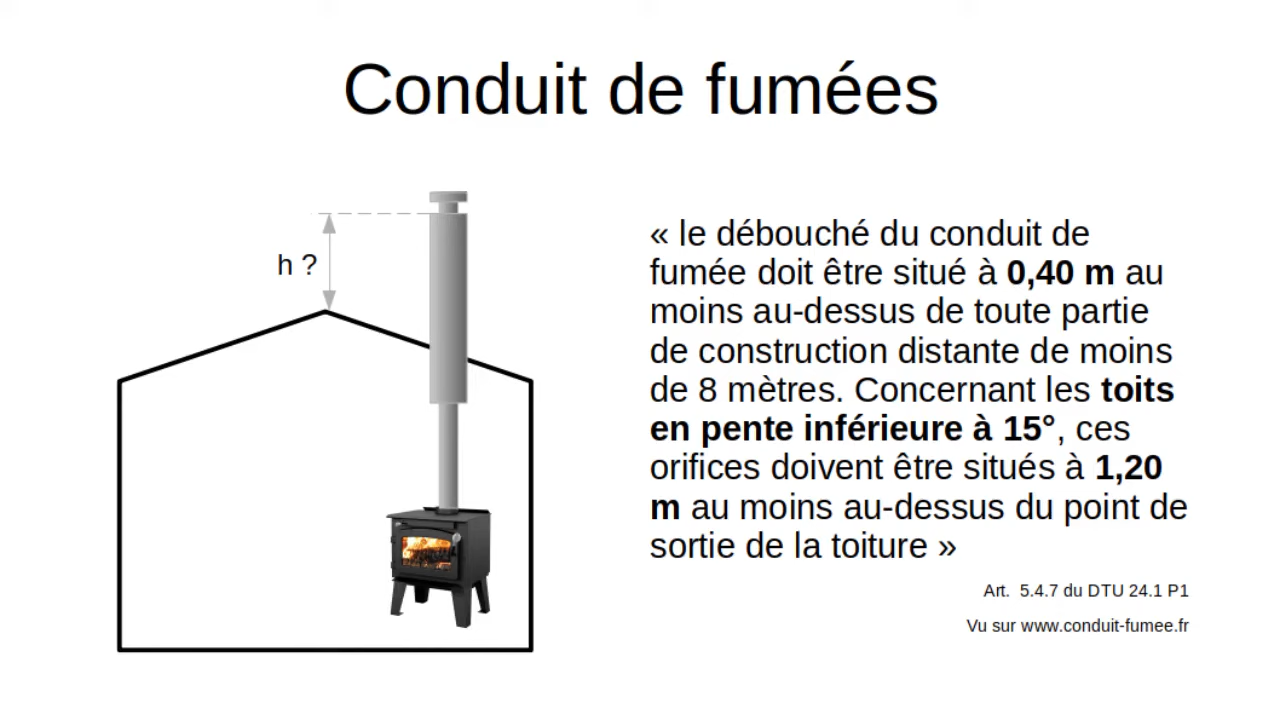 Conduit de fumées
h ?
« le débouché du conduit de
fumée doit être situé à 0,40 m au
moins au-dessus de toute partie
de construction distante de moins
de 8 mètres. Concernant les toits
en pente inférieure à 15°, ces
orifices doivent être situés à 1,20
m au moins au-dessus du point de
sortie de la toiture »
Art.  5.4.7 du DTU 24.1 P1
Vu sur www.conduit-fumee.fr